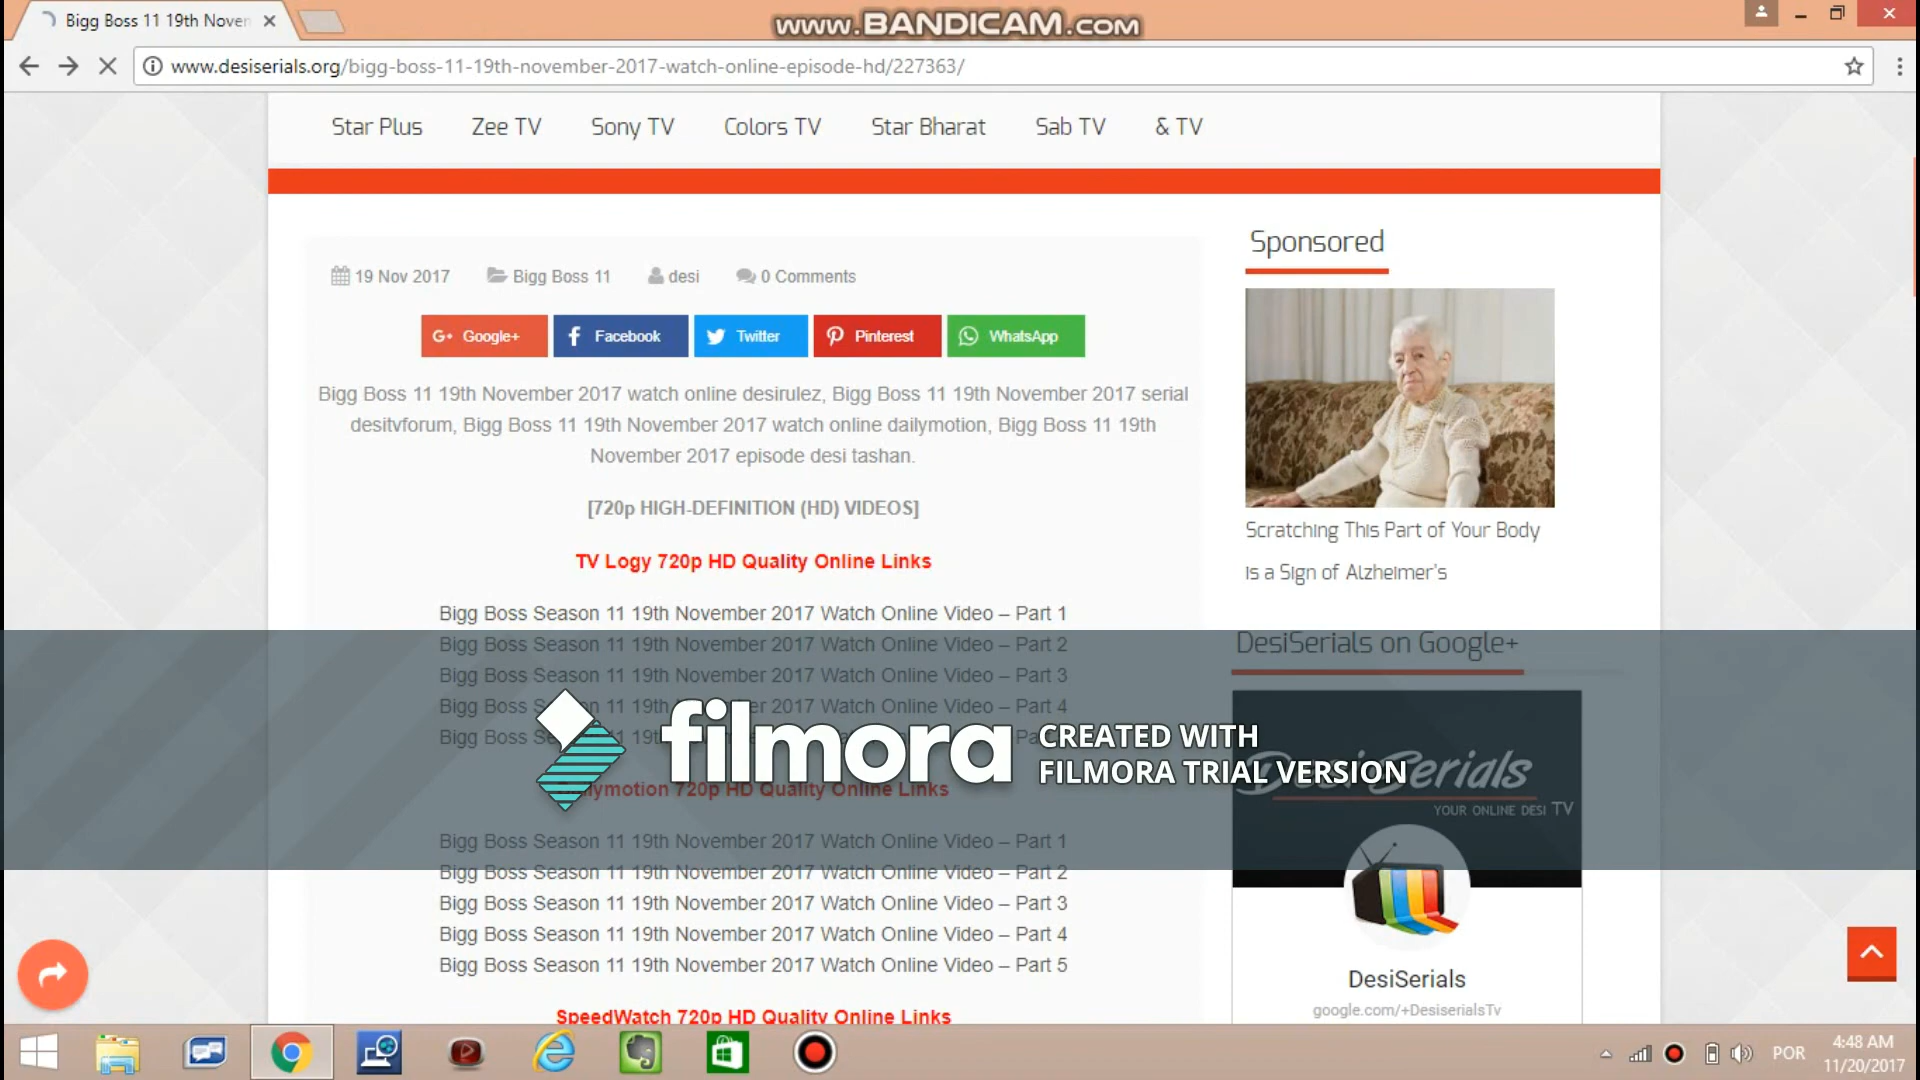 Bigg Boss 11 19th Noven
www.BANDICAM.com
www.desiserials.org/bigg-boss-11-19th-november-2017-watch-online-episode-hd/227363/
Star Plus Zee TV Sony TV Colors TV Star Bharat Sab TV & TV
19 Nov 2017 Bigg Boss 11 desi 0 Comments
G+ Google+ Facebook Twitter Pinterest WhatsApp
Bigg Boss 11 19th November 2017 watch online desirulez, Bigg Boss 11 19th November 2017 serial
desitvforum, Bigg Boss 11 19th November 2017 watch online dailymotion, Bigg Boss 11 19th
November 2017 episode desi tashan.
[720p HIGH-DEFINITION (HD) VIDEOS]
TV Logy 720p HD Quality Online Links
Bigg Boss Season 11 19th November 2017 Watch Online Video – Part 1
Bigg Boss Season 11 19th November 2017 Watch Online Video – Part 2
Bigg Boss Season 11 19th November 2017 Watch Online Video – Part 3
Bigg Boss
Part 4
Bigg Boss
filmora CREATED WITH
FILMORA TRIAL VERSION
720p HD Quality Online Links
Bigg Boss Season 11 19th November 2017 Watch Online Video – Part 1
Bigg Boss Season 11 19th November 2017 Watch Online Video – Part 2
Bigg Boss Season 11 19th November 2017 Watch Online Video – Part 3
Bigg Boss Season 11 19th November 2017 Watch Online Video – Part 4
Bigg Boss Season 11 19th November 2017 Watch Online Video – Part 5
SpeedWatch 720p HD Quality Online Links
Sponsored
Scratching This Part of Your Body
is a Sign of Alzheimer's
DesiSerials on Google+
YOUR ONLINE DESI TV
DesiSerials
google.com/+DesiserialsTv
POR
4:48 AM
11/20/2017